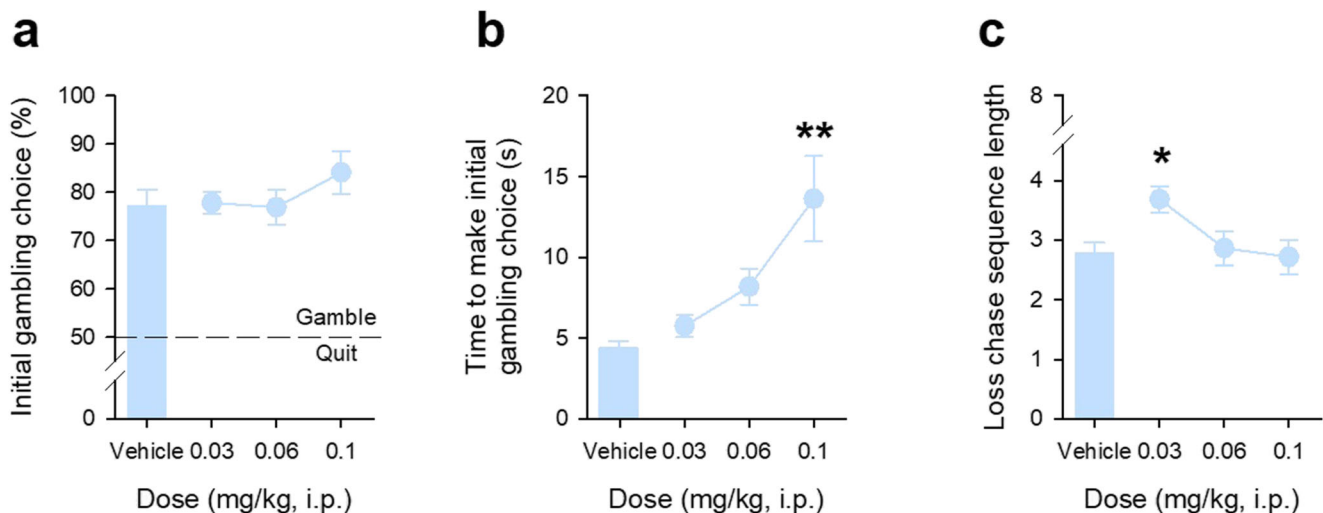 a
Initial gambling choice (%)
100
90
80
70
60
50
0
Gamble
Quit
Vehicle 0.03 0.06 0.1
Dose (mg/kg, i.p.)
b
Time to make initial
gambling choice (s)
20
15
10
5
0
**
Vehicle 0.03 0.06 0.1
Dose (mg/kg, i.p.)
c
Loss chase sequence length
8
4
3
2
1
0
*
Vehicle 0.03 0.06 0.1
Dose (mg/kg, i.p.)